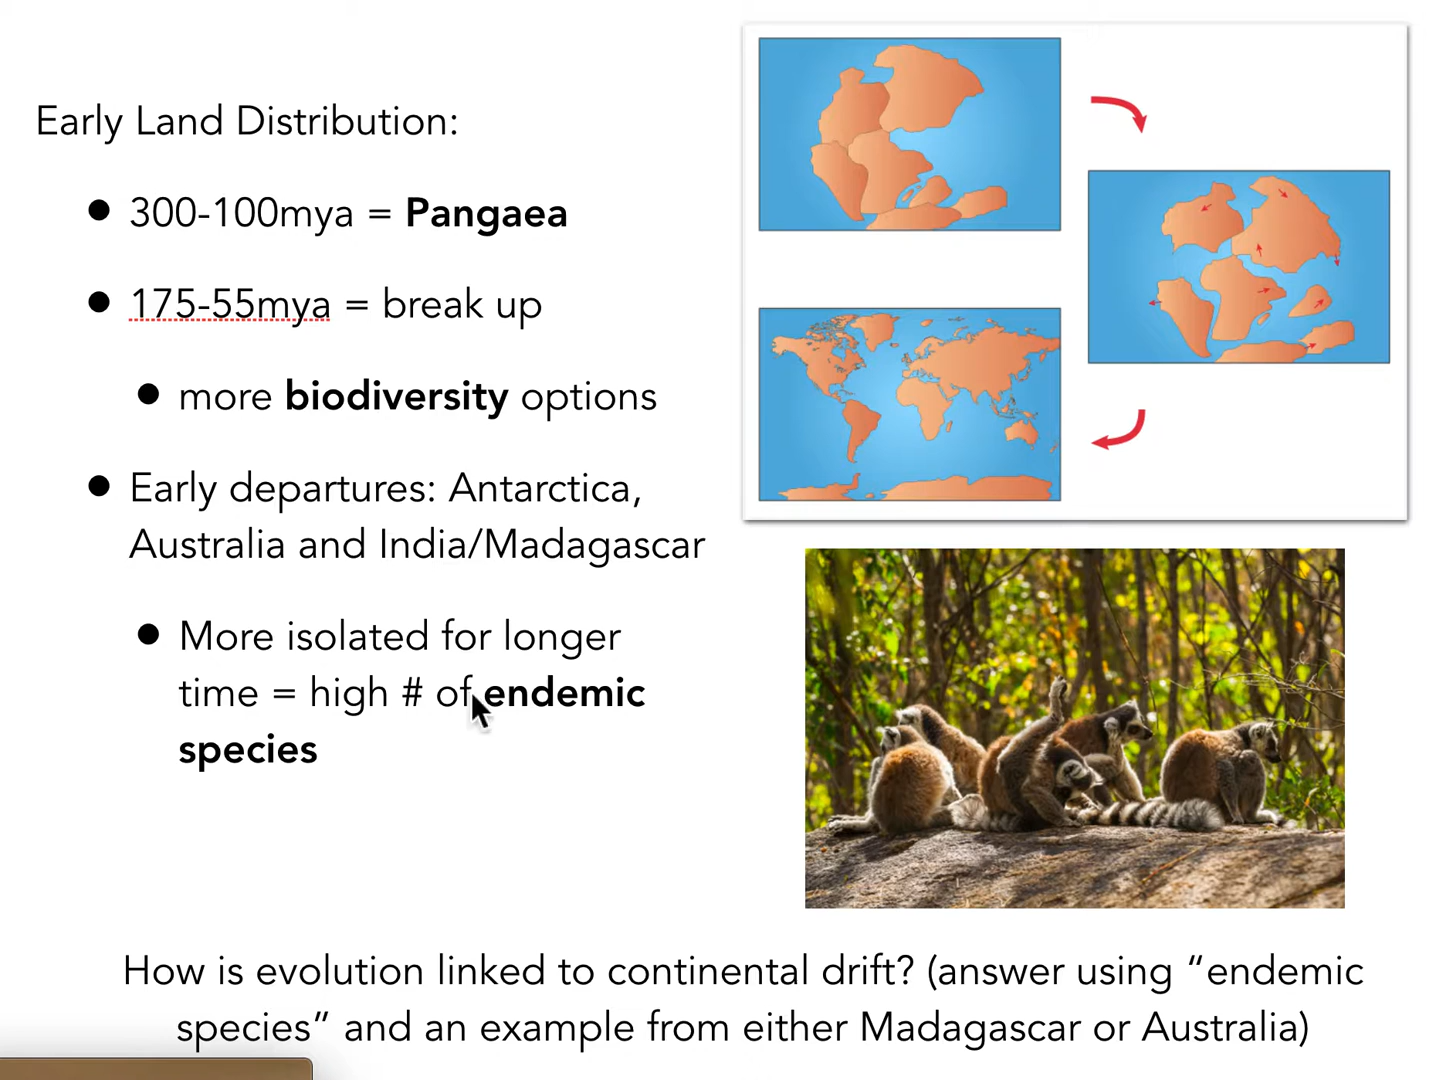 Early Land Distribution:
300-100mya = Pangaea
175-55mya = break up
more biodiversity options
Early departures: Antarctica,
Australia and India/Madagascar
More isolated for longer
time = high # of endemic
species
How is evolution linked to continental drift? (answer using “endemic
species” and an example from either Madagascar or Australia)